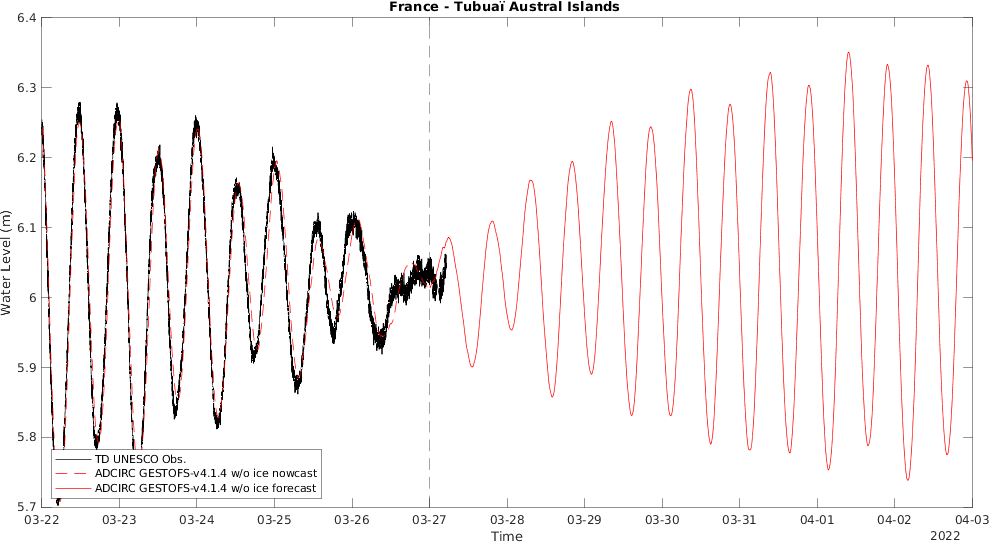 France - Tubuaï Austral Islands
6.4
6.3
6.2
6.1
6
5.9
5.8
5.7
Water Level (m)
TD UNESCO Obs.
ADCIRC GESTOFS-v4.1.4 w/o ice nowcast
ADCIRC GESTOFS-v4.1.4 w/o ice forecast
03-22 03-23 03-24 03-25 03-26 03-27 03-28 03-29 03-30 03-31 04-01 04-02 04-03
Time
2022